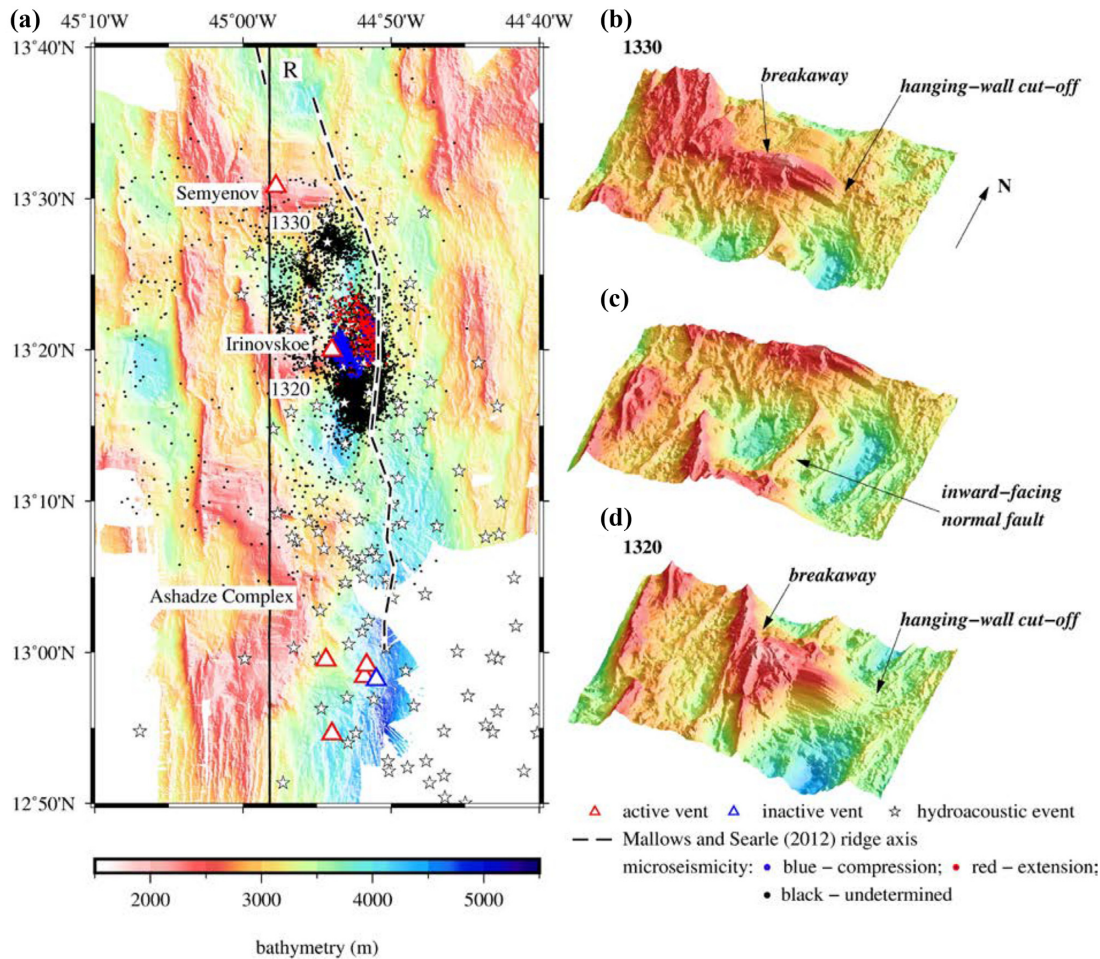 (a)
45°10'W 45°00'W 44°50'W 44°40'W
13°40'N
R
13°30'N
Semyenov
1330
13°20'N
Irinovskoe
1320
13°10'N
Ashadze Complex
13°00'N
12°50'N
2000 3000 4000 5000
bathymetry (m)
(b)
1330
breakaway
hanging−wall cut−off
N
(c)
inward−facing
normal fault
(d)
1320
breakaway
hanging−wall cut−off
active vent inactive vent hydroacoustic event
Mallows and Searle (2012) ridge axis
microseismicity: blue − compression; red − extension;
black − undetermined